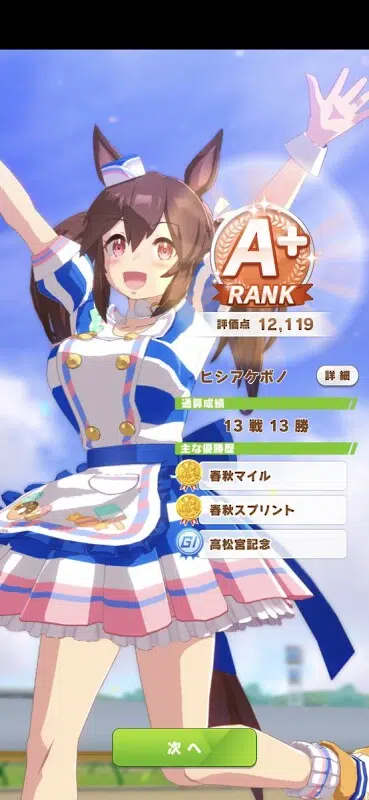 A+
RANK
評価点 12,119
ヒシアケボノ
詳細
通算成績
13 戦 13 勝
主な優勝歴
春秋マイル
春秋スプリント
GI 高松宮記念
次へ